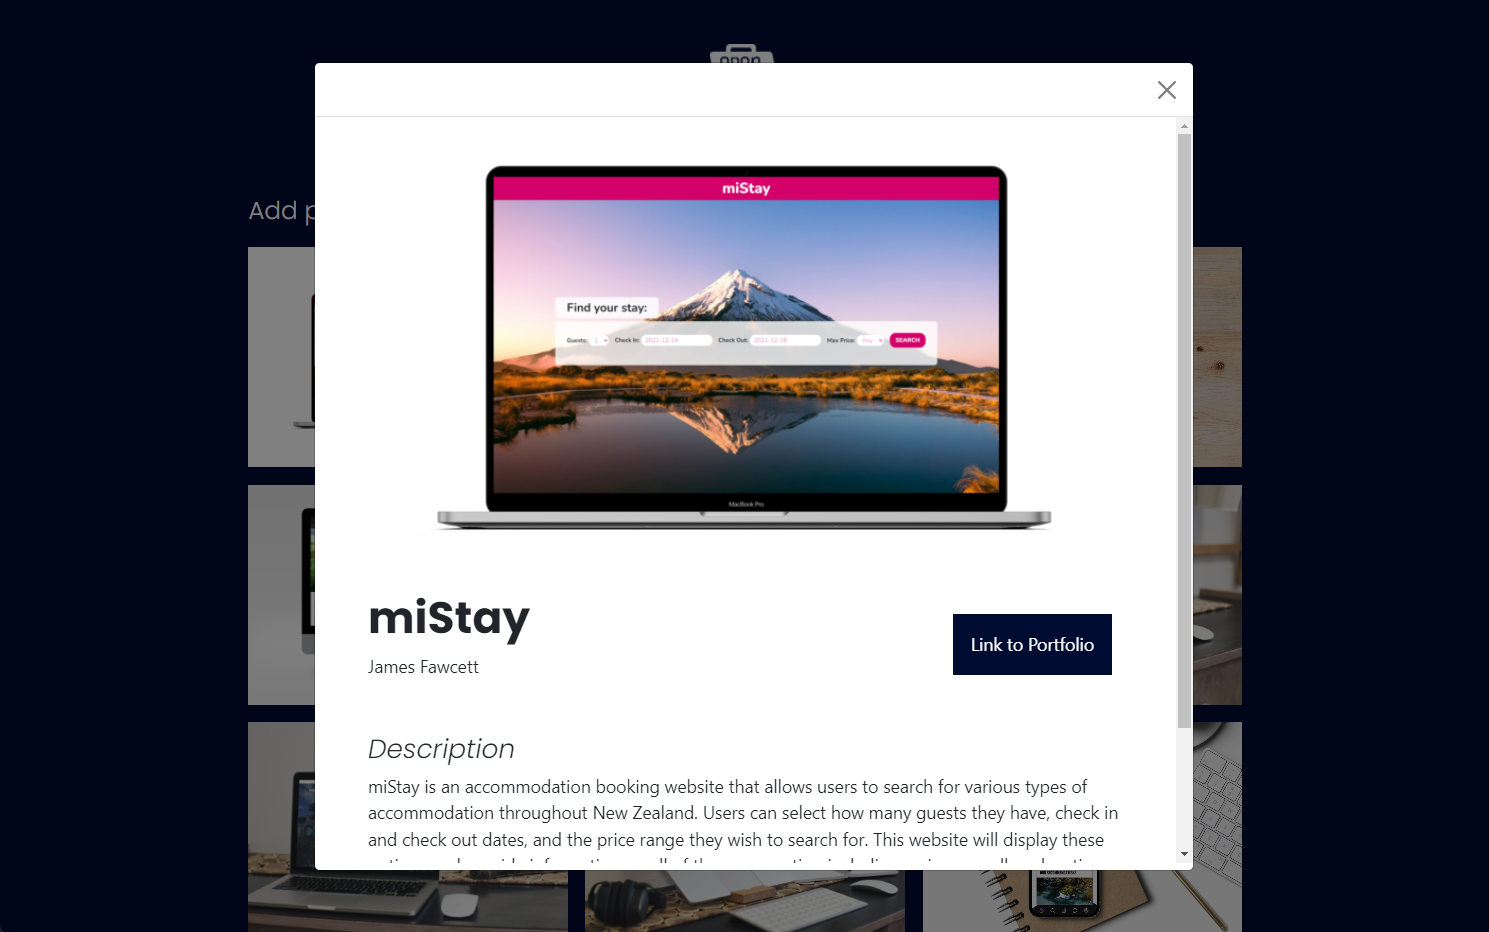 Add p
miStay
Find your stay:
Guests: 1 Check In: 2021-12-14 Check Out: 2021-12-18 Max Price: Any SEARCH
MacBook Pro
miStay
James Fawcett
Link to Portfolio
Description
miStay is an accommodation booking website that allows users to search for various types of
accommodation throughout New Zealand. Users can select how many guests they have, check in
and check out dates, and the price range they wish to search for. This website will display these